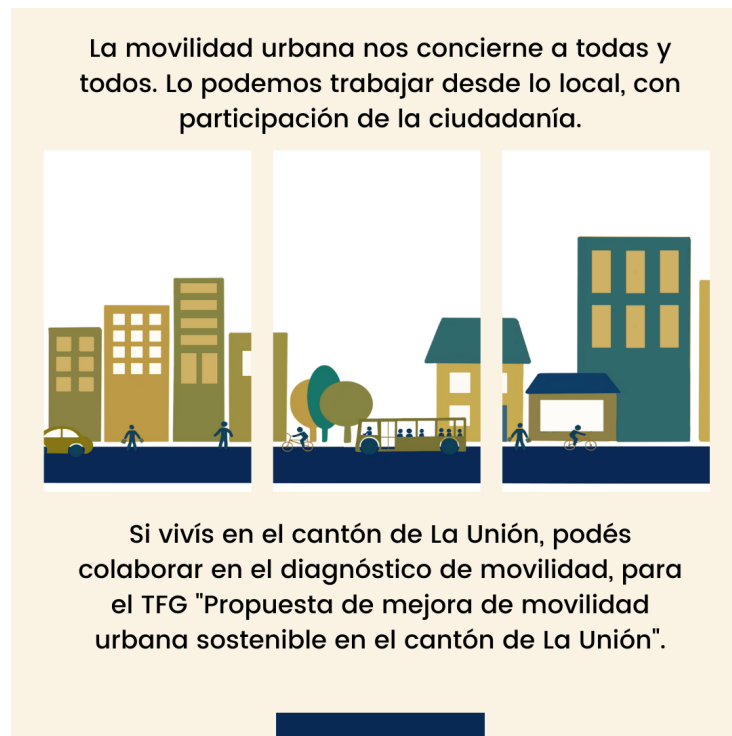 La movilidad urbana nos concierne a todas y
todos. Lo podemos trabajar desde lo local, con
participación de la ciudadanía.
Si vivís en el cantón de La Unión, podés
colaborar en el diagnóstico de movilidad, para
el TFG "Propuesta de mejora de movilidad
urbana sostenible en el cantón de La Unión".